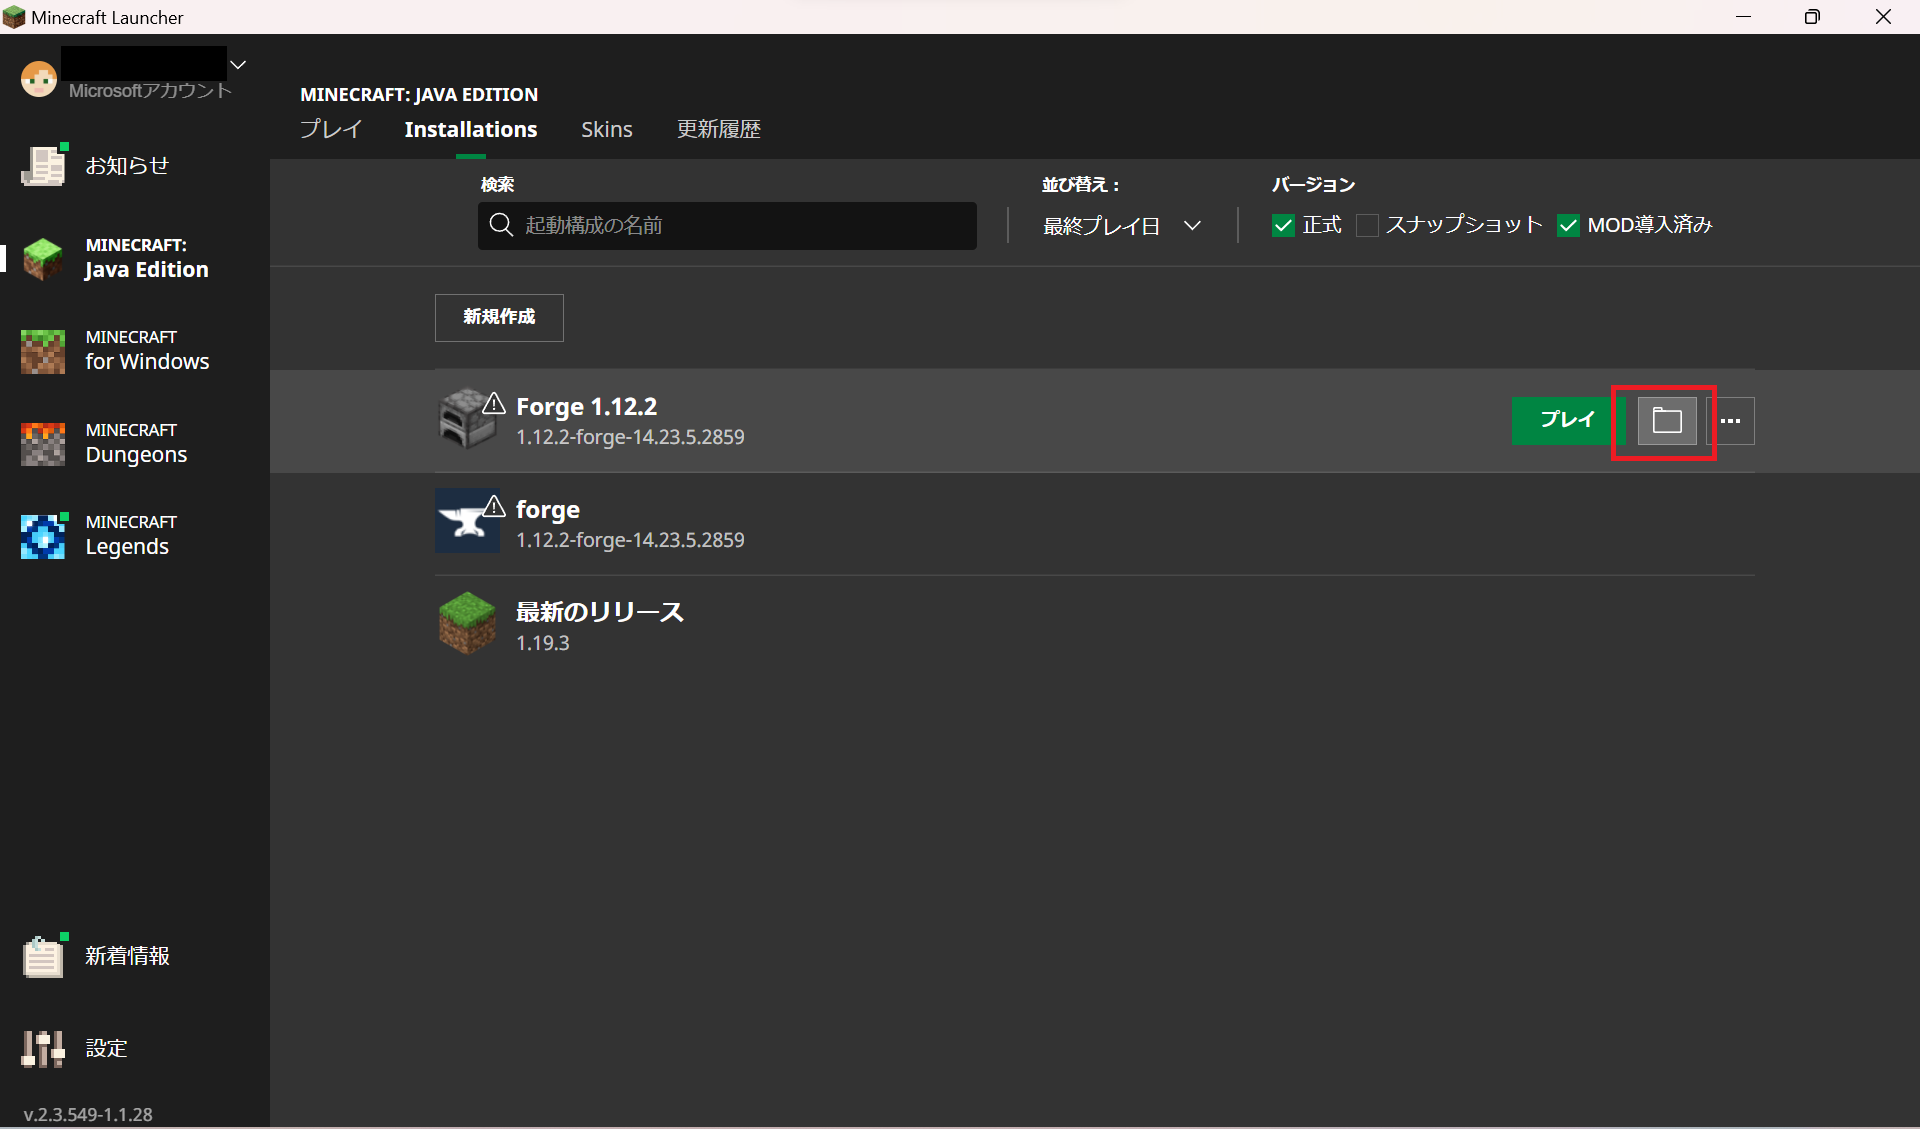 Minecraft Launcher
Microsoftアカウント
お知らせ
MINECRAFT:
Java Edition
MINECRAFT
for Windows
MINECRAFT
Dungeons
MINECRAFT
Legends
新着情報
設定
v.2.3.549-1.1.28
MINECRAFT: JAVA EDITION
プレイ Installations Skins 更新履歴
検索 並び替え： バージョン
起動構成の名前 最終プレイ日 正式 スナップショット MOD導入済み
新規作成
Forge 1.12.2
1.12.2-forge-14.23.5.2859
プレイ
forge
1.12.2-forge-14.23.5.2859
最新のリリース
1.19.3